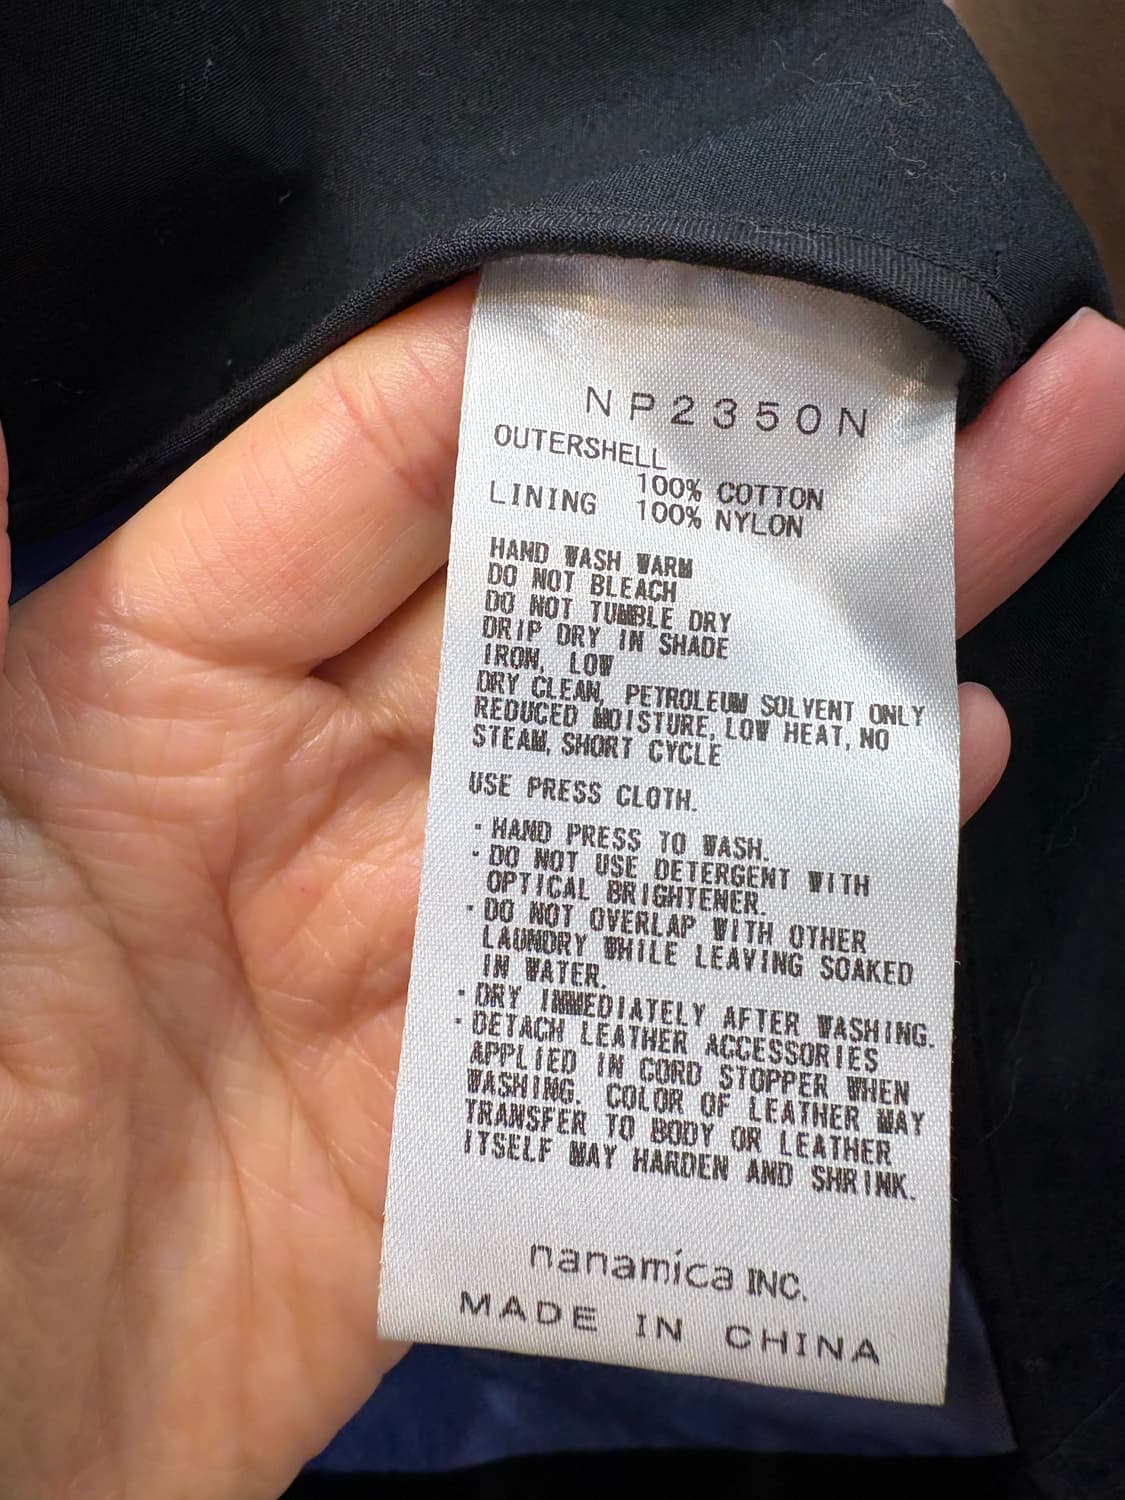 NP2350N
OUTERSHELL
100% COTTON
LINING 100% NYLON
HAND WASH WARM
DO NOT BLEACH
DO NOT TUMBLE DRY
DRIP DRY IN SHADE
IRON, LOW
DRY CLEAN, PETROLEUM SOLVENT ONLY
REDUCED MOISTURE, LOW HEAT, NO
STEAM, SHORT CYCLE
USE PRESS CLOTH.
・HAND PRESS TO WASH.
・DO NOT USE DETERGENT WITH
OPTICAL BRIGHTENER.
・DO NOT OVERLAP WITH OTHER
LAUNDRY WHILE LEAVING SOAKED
IN WATER.
・DRY IMMEDIATELY AFTER WASHING.
・DETACH LEATHER ACCESSORIES
APPLIED IN CORD STOPPER WHEN
WASHING. COLOR OF LEATHER MAY
TRANSFER TO BODY OR LEATHER
ITSELF MAY HARDEN AND SHRINK.
nanamica INC.
MADE IN CHINA